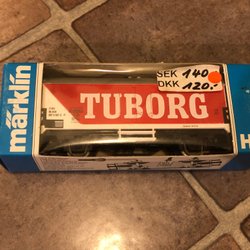 märklin
SEK 140
DKK 120.-
TUBORG
H